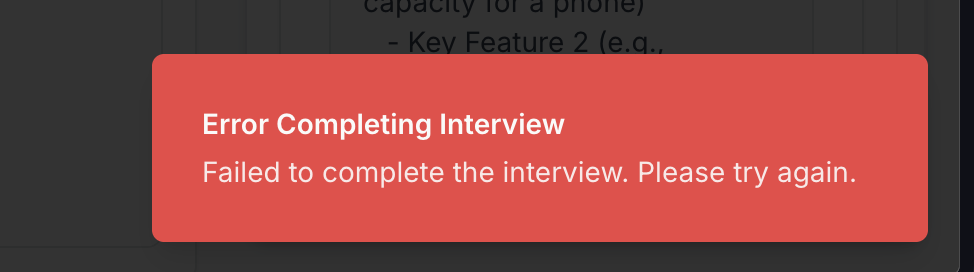 capacity for a phone)
- Key Feature 2 (e.g.,
Error Completing Interview
Failed to complete the interview. Please try again.